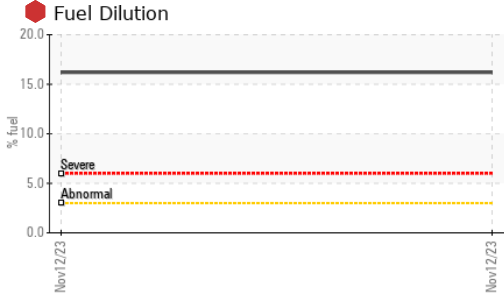 Fuel Dilution
20.0
15.0
10.0
5.0
0.0
% fuel
Severe
Abnormal
Nov12/23
Nov12/23